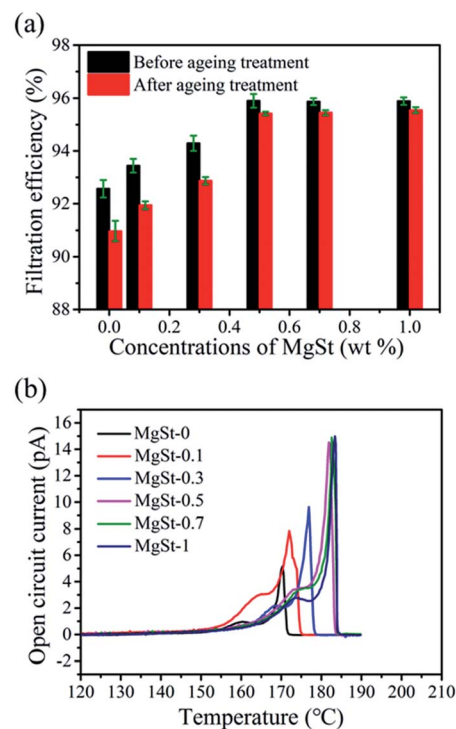 (a)
98
96
94
92
90
88
Filtration efficiency (%)
Before ageing treatment
After ageing treatment
0.0 0.2 0.4 0.6 0.8 1.0
Concentrations of MgSt (wt %)
(b)
16
14
12
10
8
6
4
2
0
-2
Open circuit current (pA)
MgSt-0
MgSt-0.1
MgSt-0.3
MgSt-0.5
MgSt-0.7
MgSt-1
120 130 140 150 160 170 180 190 200 210
Temperature (℃)